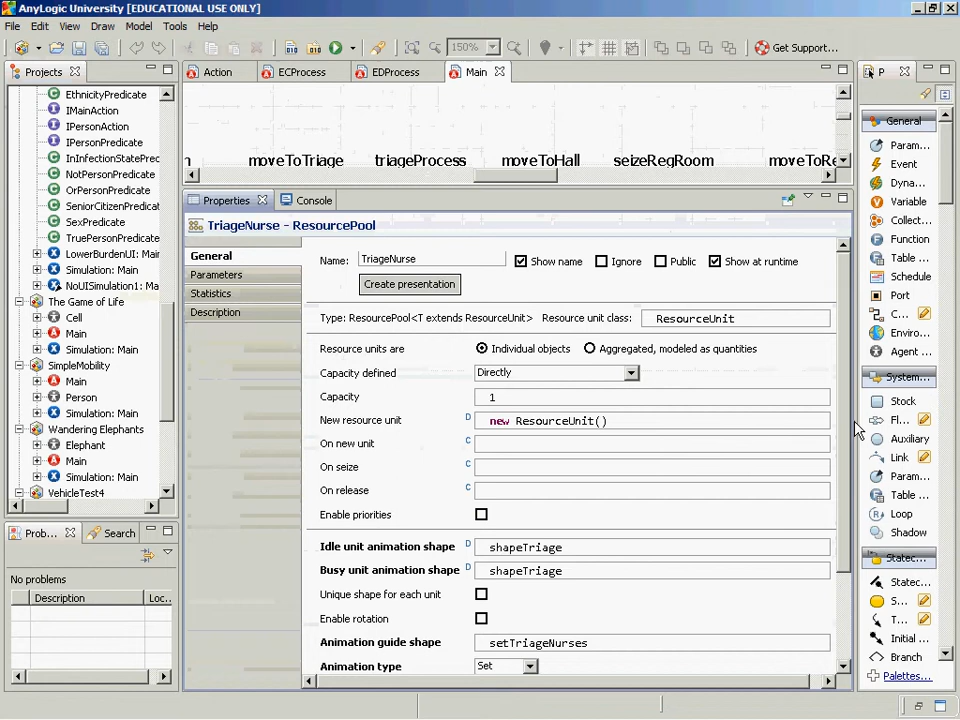 AnyLogic University [EDUCATIONAL USE ONLY]
File Edit View Draw Model Tools Help
150% Get Support...
Projects
EthnicityPredicate
IMainAction
IPersonAction
IPersonPredicate
InInfectionStatePred
NotPersonPredicate
OrPersonPredicate
SeniorCitizenPredicat
SexPredicate
TruePersonPredicate
LowerBurdenUI: Main
Simulation: Main
NoUISimulation1: Ma
The Game of Life
Cell
Main
Simulation: Main
SimpleMobility
Main
Person
Simulation: Main
Wandering Elephants
Elephant
Main
Simulation: Main
VehicleTest4
Prob... Search
No problems
Description Loc...
Action ECProcess EDProcess Main
n moveToTriage triageProcess moveToHall seizeRegRoom moveToRe
Properties Console
TriageNurse - ResourcePool
General
Parameters
Statistics
Description
Name: TriageNurse Show name Ignore Public Show at runtime
Create presentation
Type: ResourcePool<T extends ResourceUnit> Resource unit class: ResourceUnit
Resource units are Individual objects Aggregated, modeled as quantities
Capacity defined Directly
Capacity 1
New resource unit D new ResourceUnit()
On new unit C
On seize C
On release C
Enable priorities
Idle unit animation shape D shapeTriage
Busy unit animation shape D shapeTriage
Unique shape for each unit
Enable rotation
Animation guide shape setTriageNurses
Animation type Set
P
General
Param...
Event
Dyna...
Variable
Collect...
Function
Table ...
Schedule
Port
C...
Enviro...
Agent ...
System...
Stock
Fl...
Auxiliary
Link
Param...
Table ...
Loop
Shadow
Statec...
Statec...
S...
T...
Initial ...
Branch
Palettes...